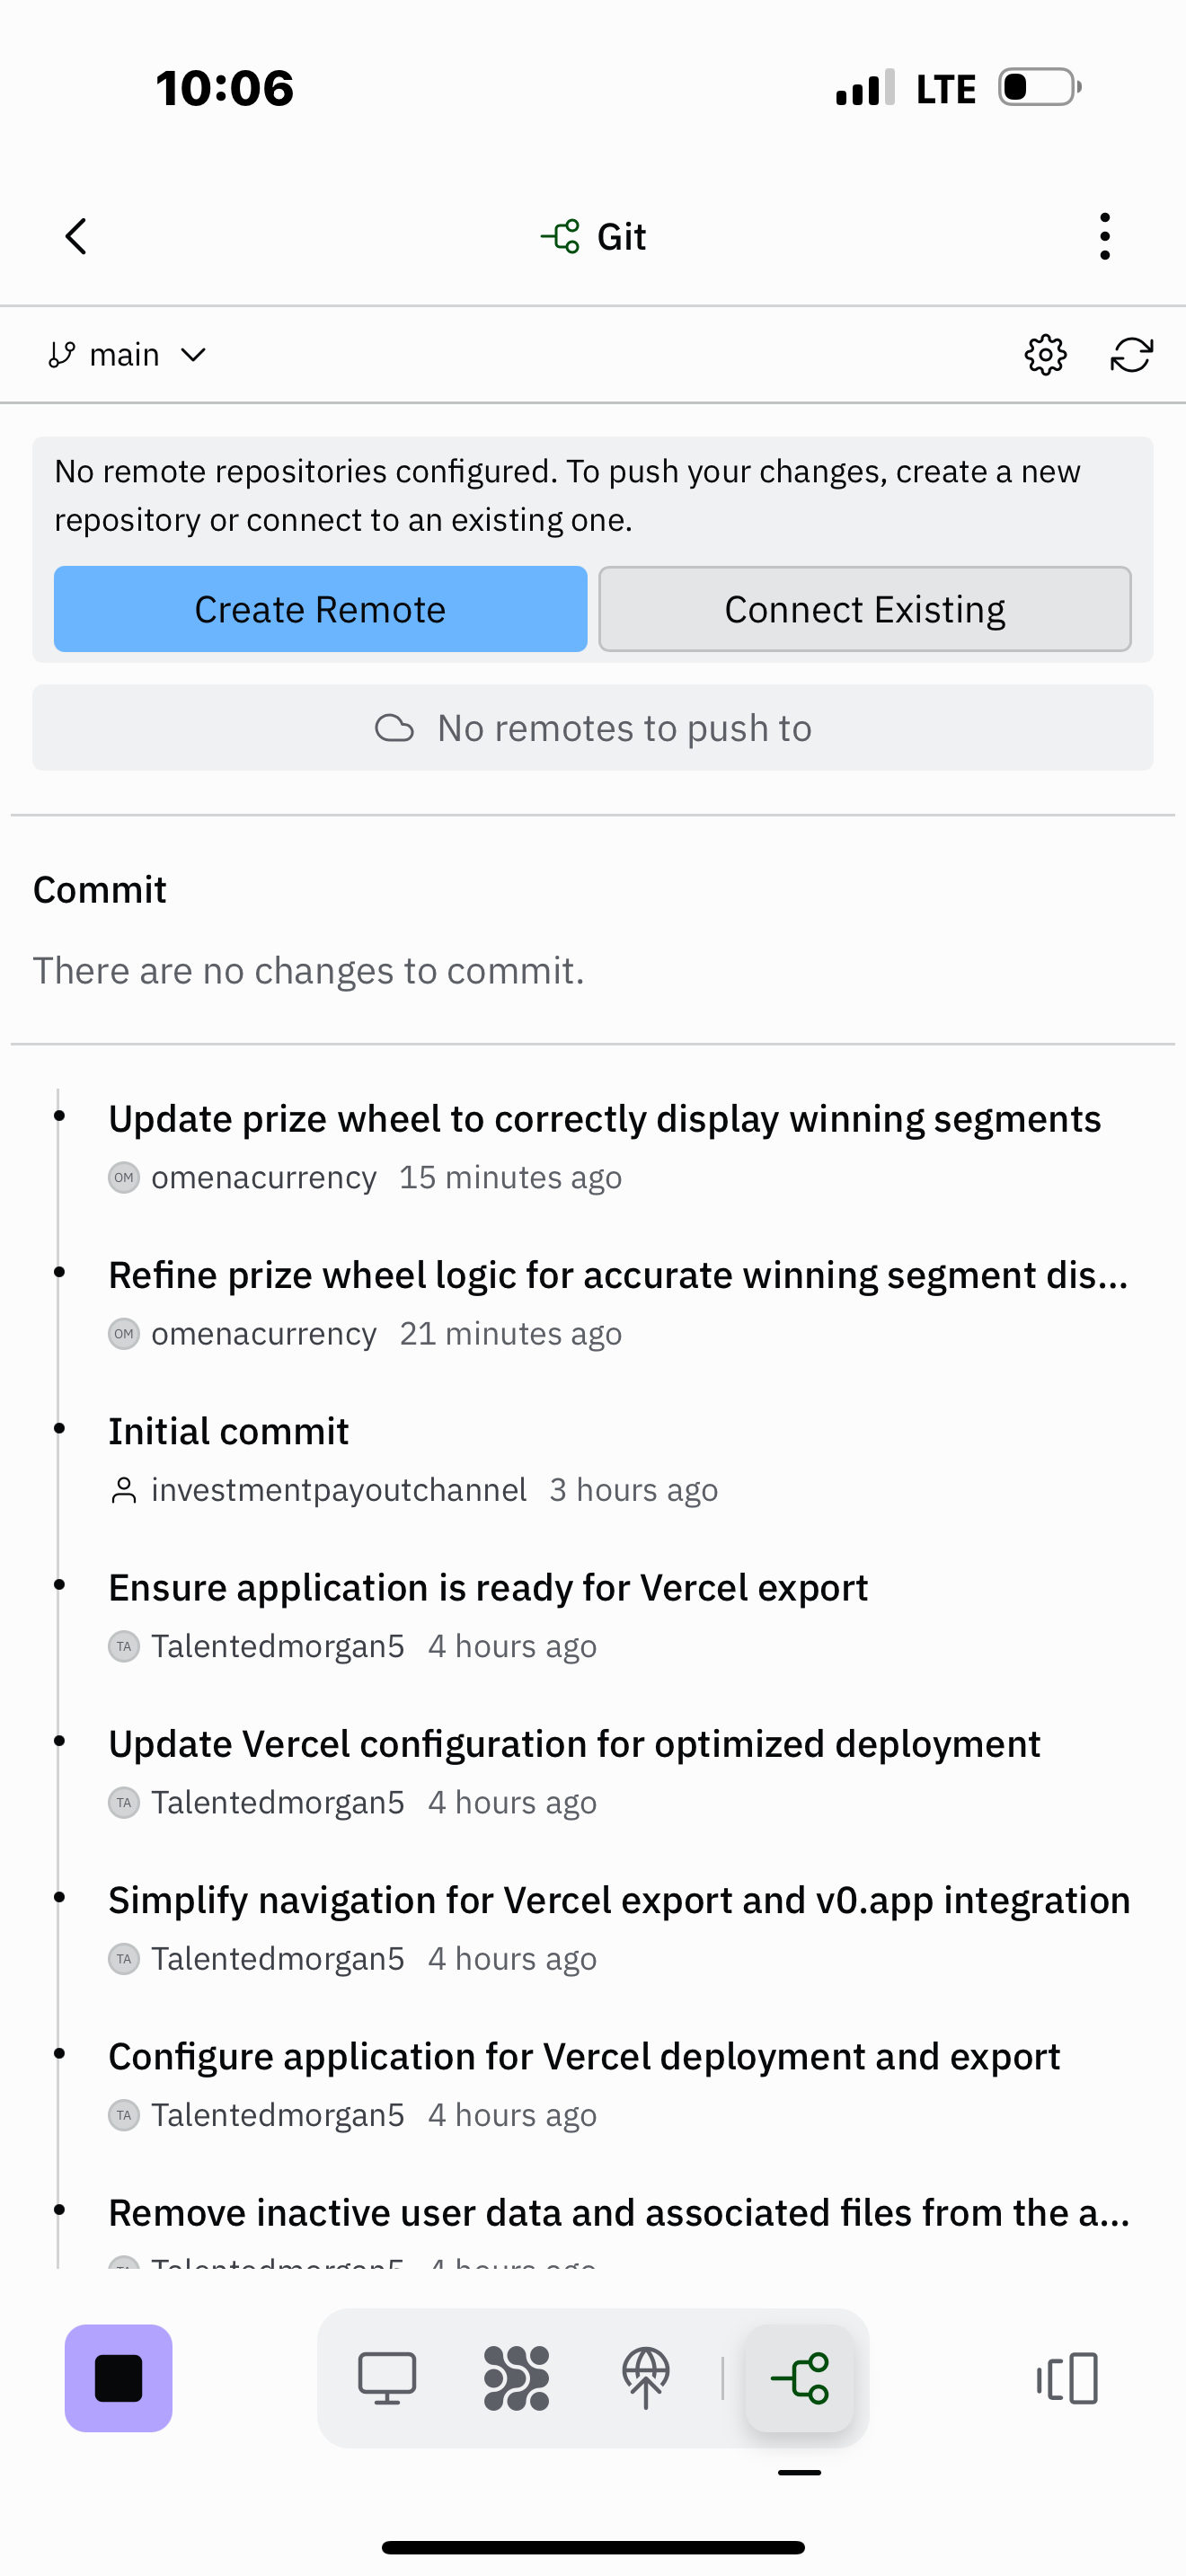 10:06
LTE
Git
main
No remote repositories configured. To push your changes, create a new
repository or connect to an existing one.
Create Remote
Connect Existing
No remotes to push to
Commit
There are no changes to commit.
Update prize wheel to correctly display winning segments
OM omenacurrency 15 minutes ago
Refine prize wheel logic for accurate winning segment dis...
OM omenacurrency 21 minutes ago
Initial commit
investmentpayoutchannel 3 hours ago
Ensure application is ready for Vercel export
TA Talentedmorgan5 4 hours ago
Update Vercel configuration for optimized deployment
TA Talentedmorgan5 4 hours ago
Simplify navigation for Vercel export and v0.app integration
TA Talentedmorgan5 4 hours ago
Configure application for Vercel deployment and export
TA Talentedmorgan5 4 hours ago
Remove inactive user data and associated files from the a...
TA Talentedmorgan5 4 hours ago